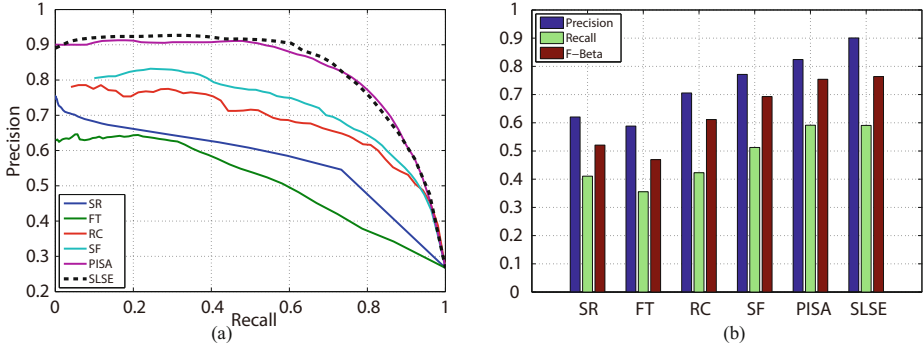 1
0.9
0.8
0.7
0.6
0.5
0.4
0.3
0.2
Precision
SR
FT
RC
SF
PISA
SLSE
0 0.2 0.4 0.6 0.8 1
Recall
(a)
1
0.9
0.8
0.7
0.6
0.5
0.4
0.3
0.2
0.1
0
Precision
Recall
F-Beta
SR FT RC SF PISA SLSE
(b)